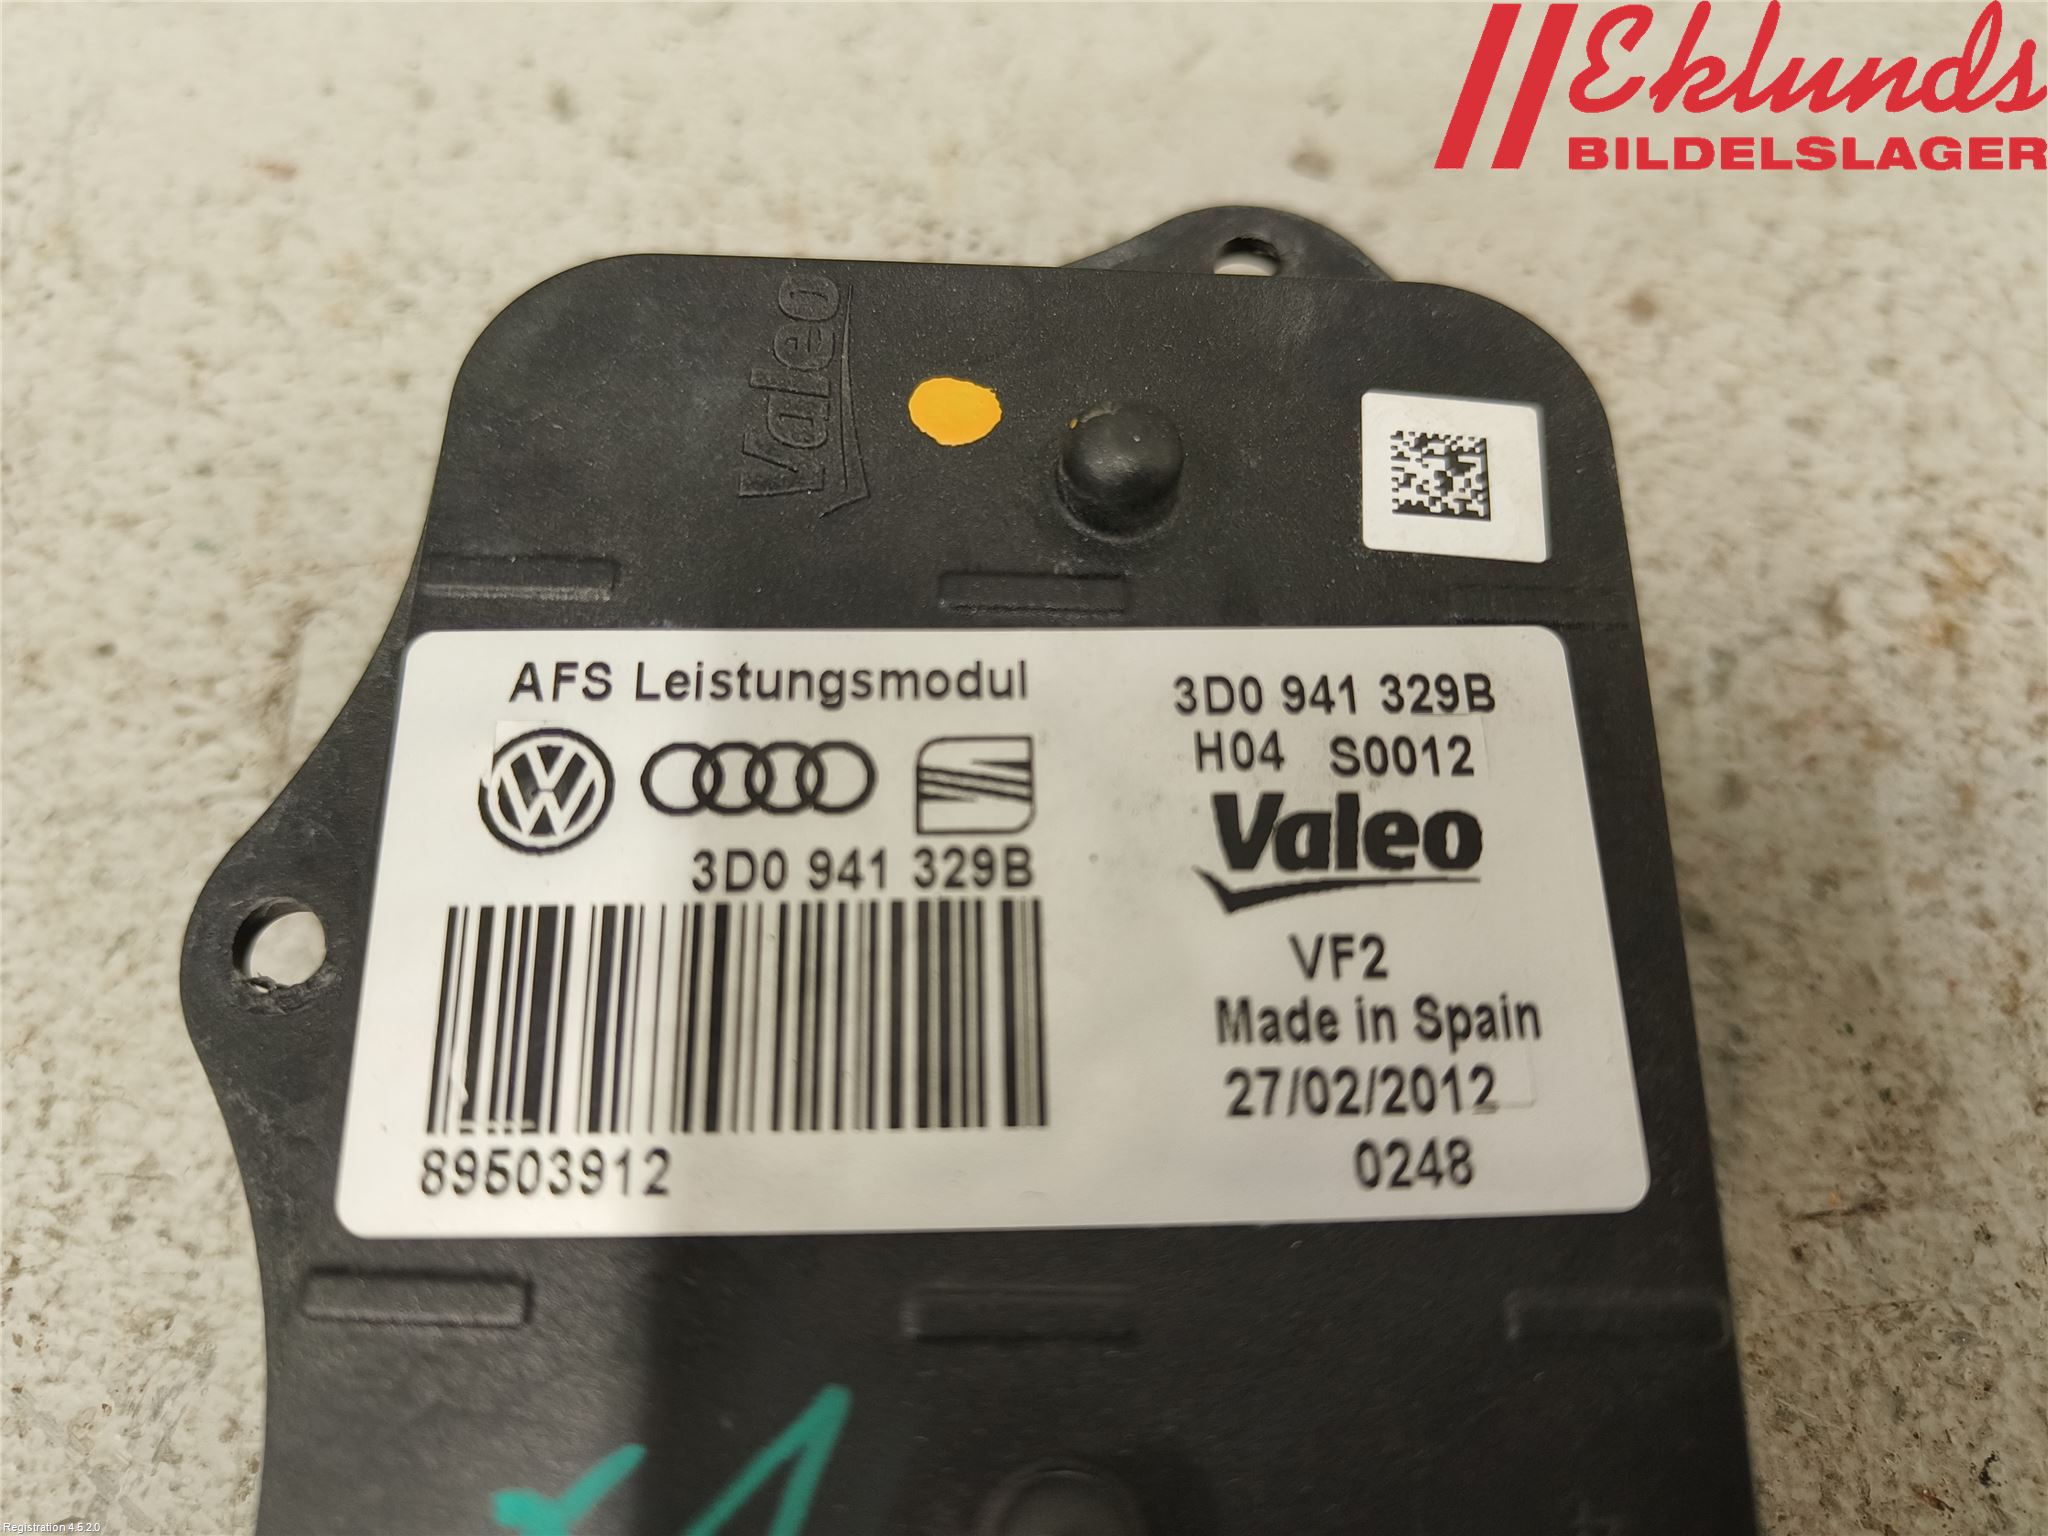 Eklunds
BILDELSLAGER
Valeo
AFS Leistungsmodul
3D0 941 329B
3D0 941 329B
H04 S0012
Valeo
VF2
Made in Spain
27/02/2012
0248
89503912
Registration 4.5.2.0